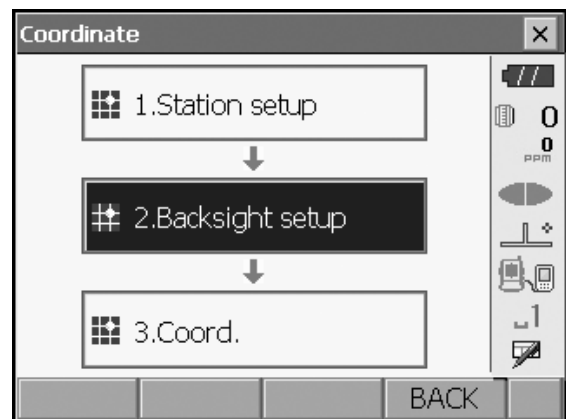 Coordinate
1.Station setup
0
0
PPM
2.Backsight setup
1
3.Coord.
BACK